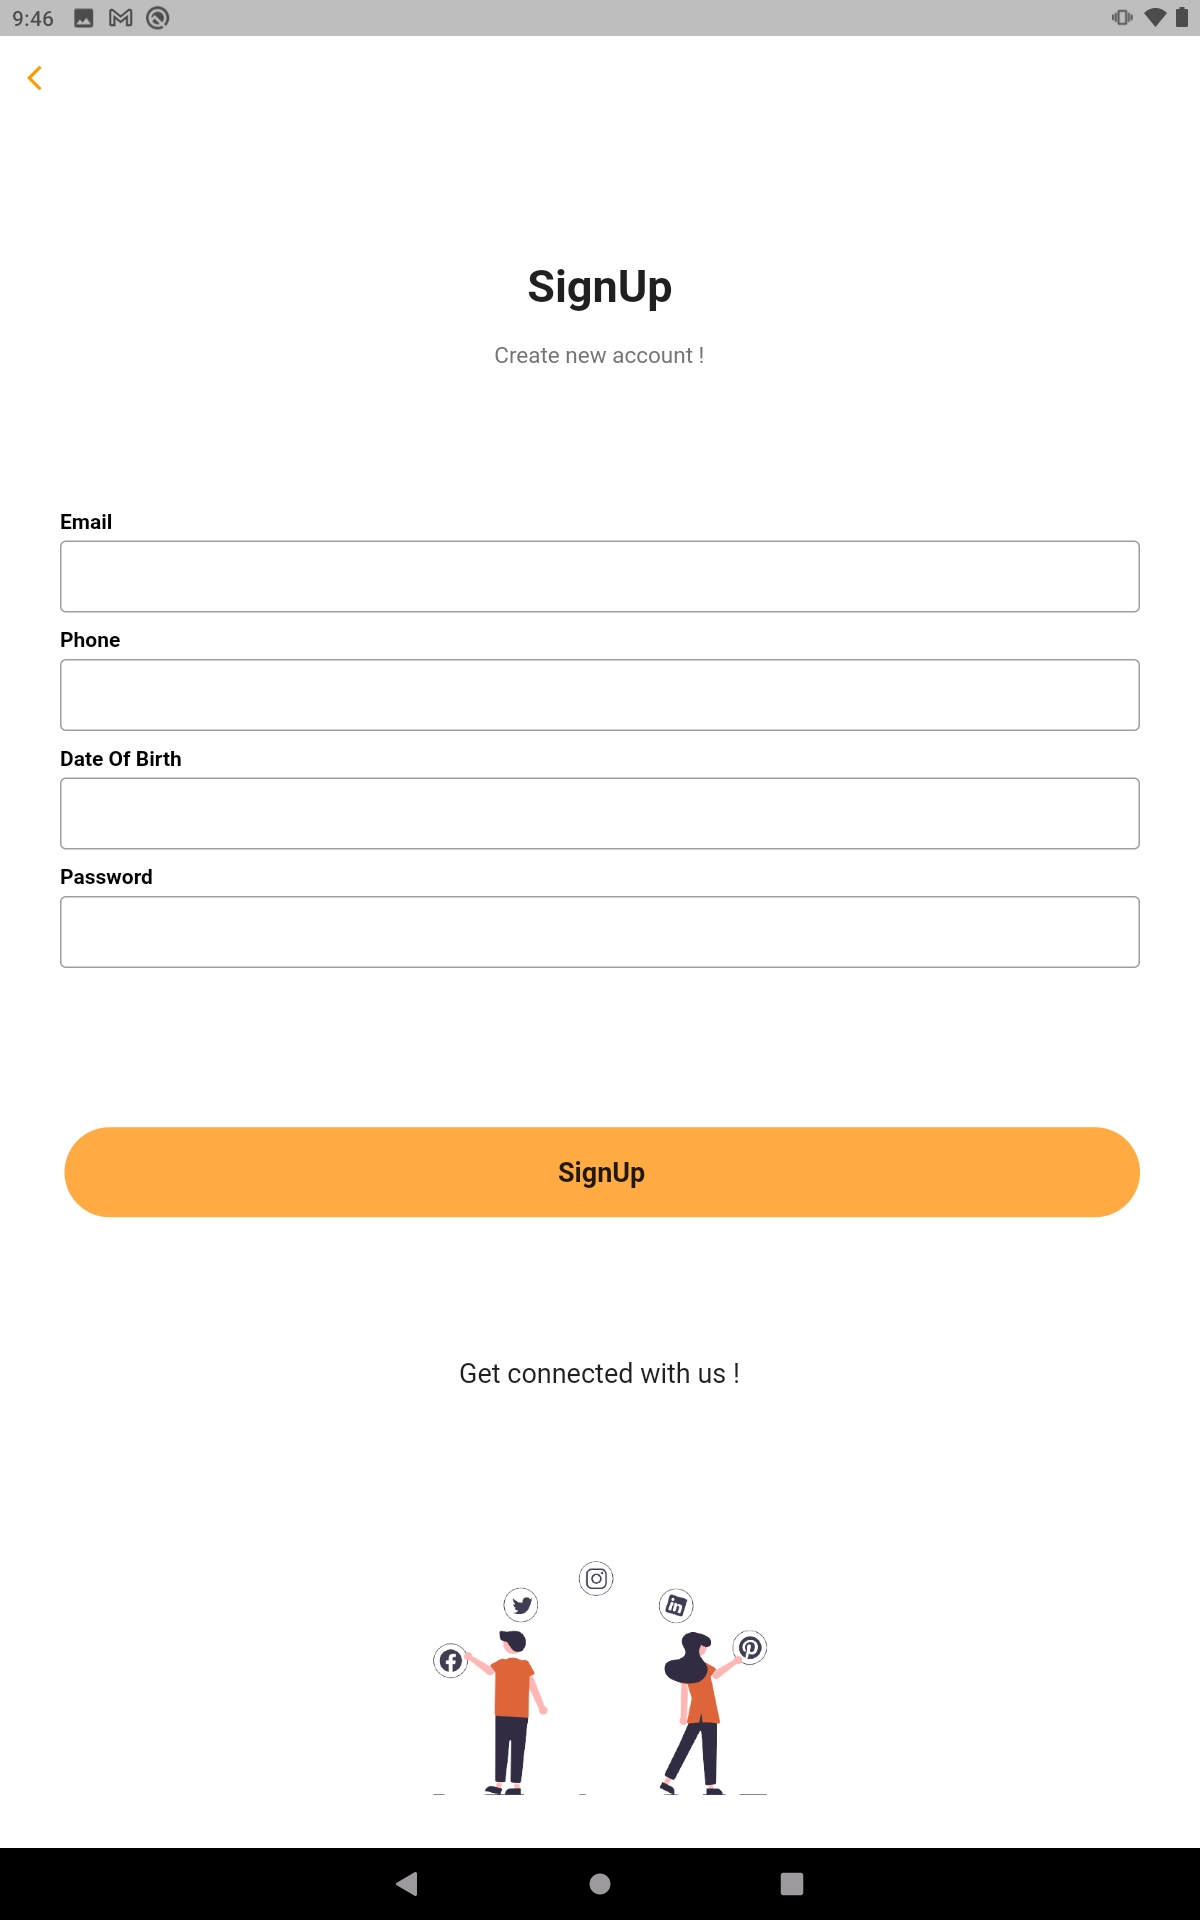 9:46
SignUp
Create new account !
Email
Phone
Date Of Birth
Password
SignUp
Get connected with us !